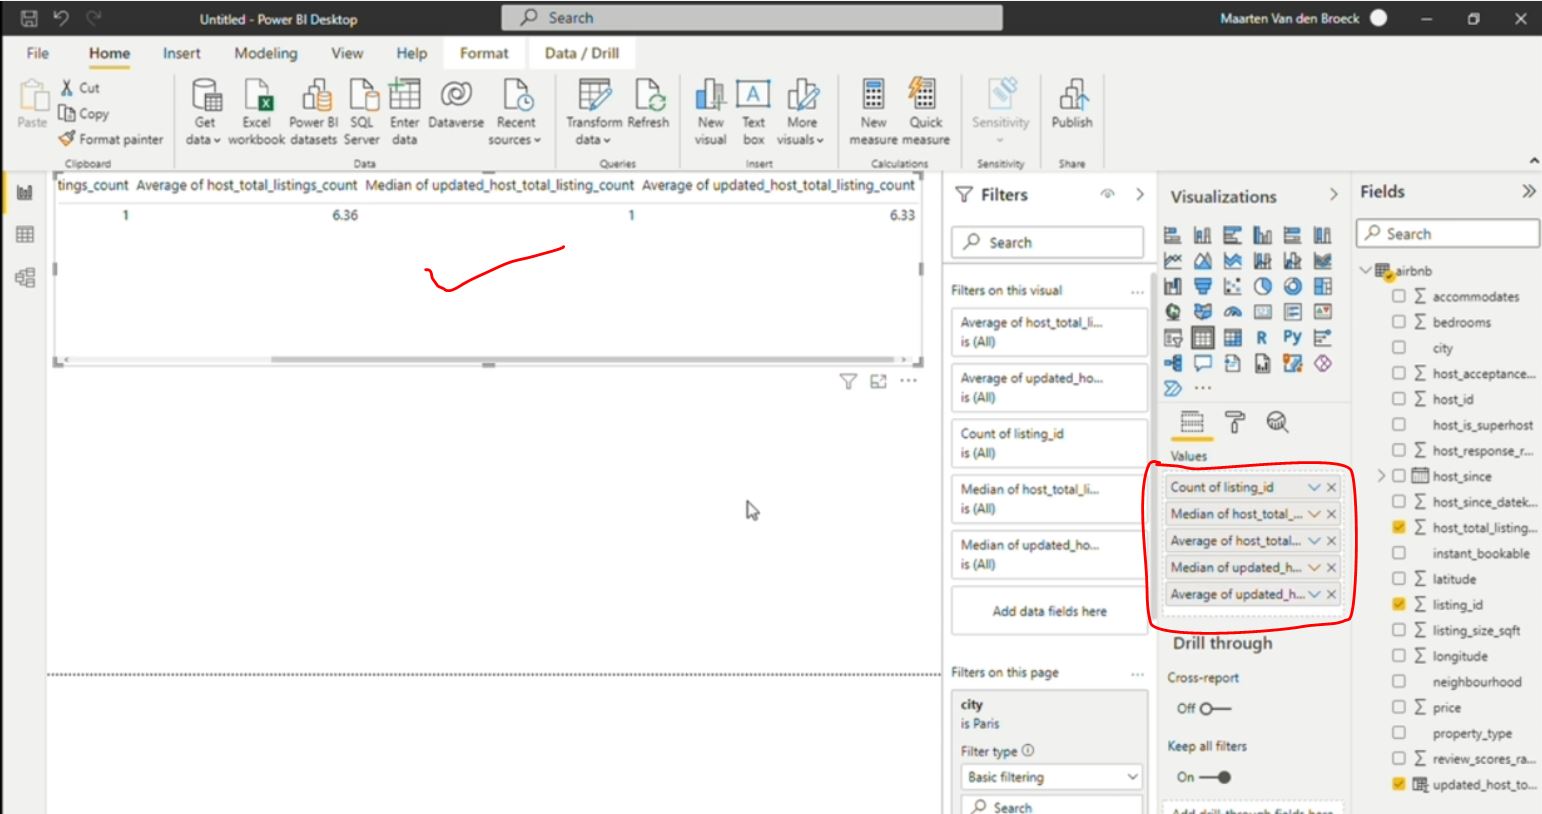 Untitled - Power BI Desktop
Search
Maarten Van den Broeck
File Home Insert Modeling View Help Format Data / Drill
Paste
Cut
Copy
Format painter
Clipboard
Get data
Excel workbook
Power BI datasets
SQL Server
Enter data
Dataverse
Recent sources
Data
Transform data
Refresh
Queries
New visual
Text box
More visuals
Insert
New measure
Quick measure
Calculations
Sensitivity
Sensitivity
Publish
Share
tings_count Average of host_total_listings_count Median of updated_host_total_listing_count Average of updated_host_total_listing_count
1 6.36 1 6.33
Filters
Search
Filters on this visual
Average of host_total_li...
is (All)
Average of updated_ho...
is (All)
Count of listing_id
is (All)
Median of host_total_li...
is (All)
Median of updated_ho...
is (All)
Add data fields here
Filters on this page
city
is Paris
Filter type
Basic filtering
Search
Visualizations
R Py
Values
Count of listing_id
Median of host_total_...
Average of host_total...
Median of updated_h...
Average of updated_h...
Drill through
Cross-report
Off
Keep all filters
On
Add drill-through fields here
Fields
Search
airbnb
accommodates
bedrooms
city
host_acceptance...
host_id
host_is_superhost
host_response_r...
host_since
host_since_datek...
host_total_listing...
instant_bookable
latitude
listing_id
listing_size_sqft
longitude
neighbourhood
price
property_type
review_scores_ra...
updated_host_to...